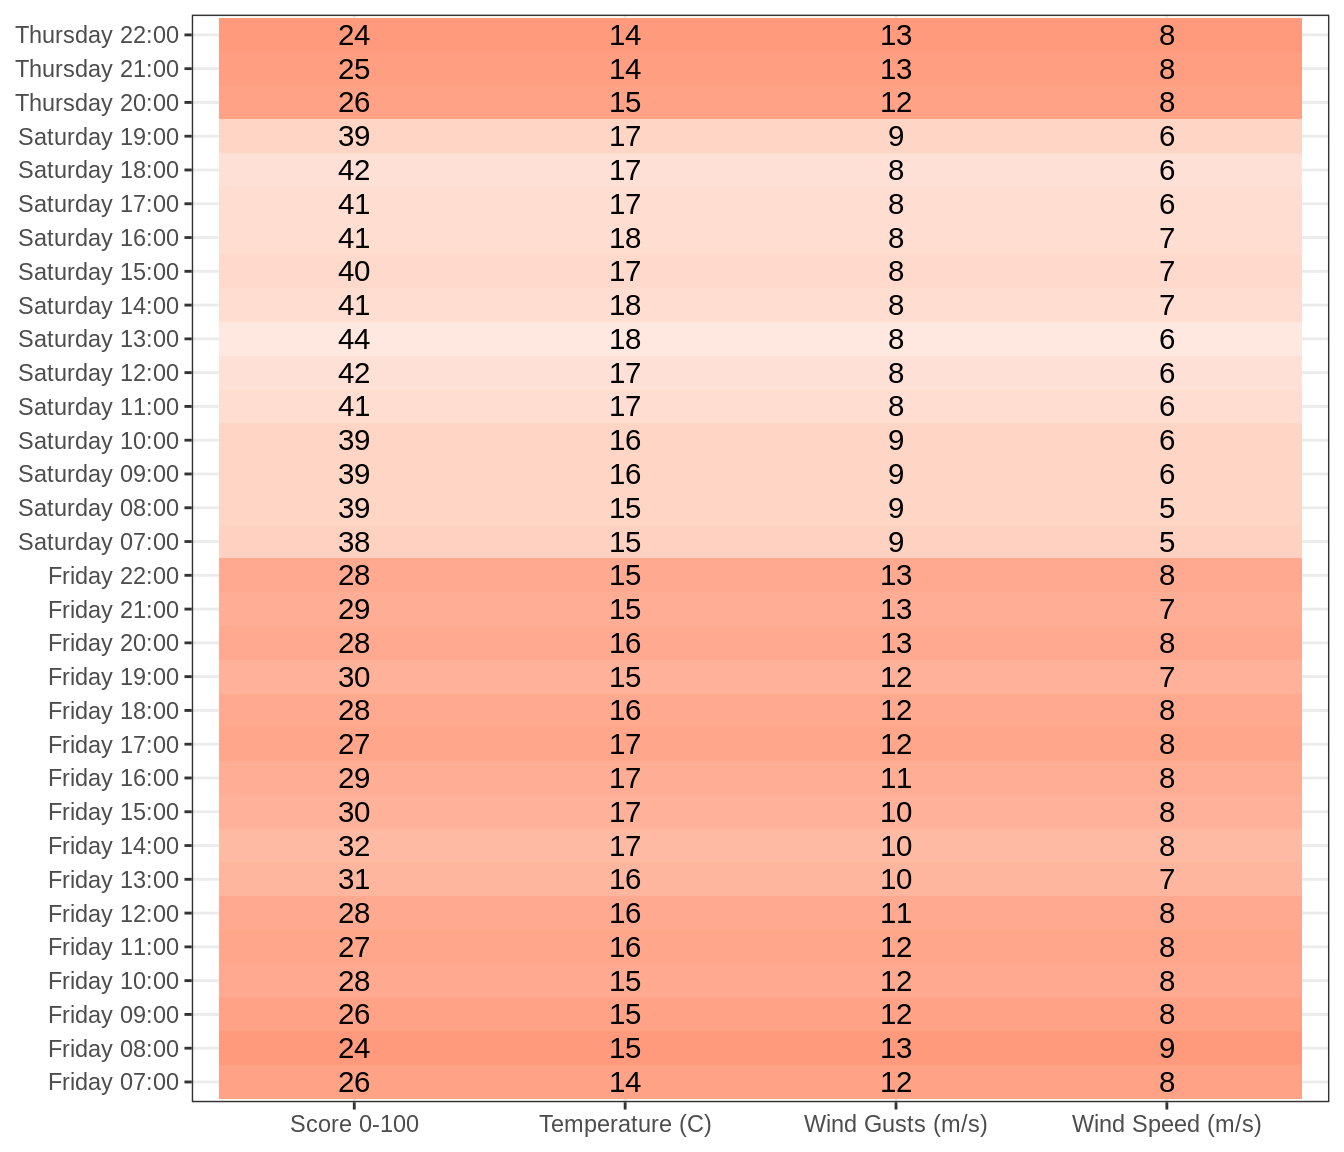 Thursday 22:00 24 14 13 8
Thursday 21:00 25 14 13 8
Thursday 20:00 26 15 12 8
Saturday 19:00 39 17 9 6
Saturday 18:00 42 17 8 6
Saturday 17:00 41 17 8 6
Saturday 16:00 41 18 8 7
Saturday 15:00 40 17 8 7
Saturday 14:00 41 18 8 7
Saturday 13:00 44 18 8 6
Saturday 12:00 42 17 8 6
Saturday 11:00 41 17 8 6
Saturday 10:00 39 16 9 6
Saturday 09:00 39 16 9 6
Saturday 08:00 39 15 9 5
Saturday 07:00 38 15 9 5
Friday 22:00 28 15 13 8
Friday 21:00 29 15 13 7
Friday 20:00 28 16 13 8
Friday 19:00 30 15 12 7
Friday 18:00 28 16 12 8
Friday 17:00 27 17 12 8
Friday 16:00 29 17 11 8
Friday 15:00 30 17 10 8
Friday 14:00 32 17 10 8
Friday 13:00 31 16 10 7
Friday 12:00 28 16 11 8
Friday 11:00 27 16 12 8
Friday 10:00 28 15 12 8
Friday 09:00 26 15 12 8
Friday 08:00 24 15 13 9
Friday 07:00 26 14 12 8
Score 0-100 Temperature (C) Wind Gusts (m/s) Wind Speed (m/s)